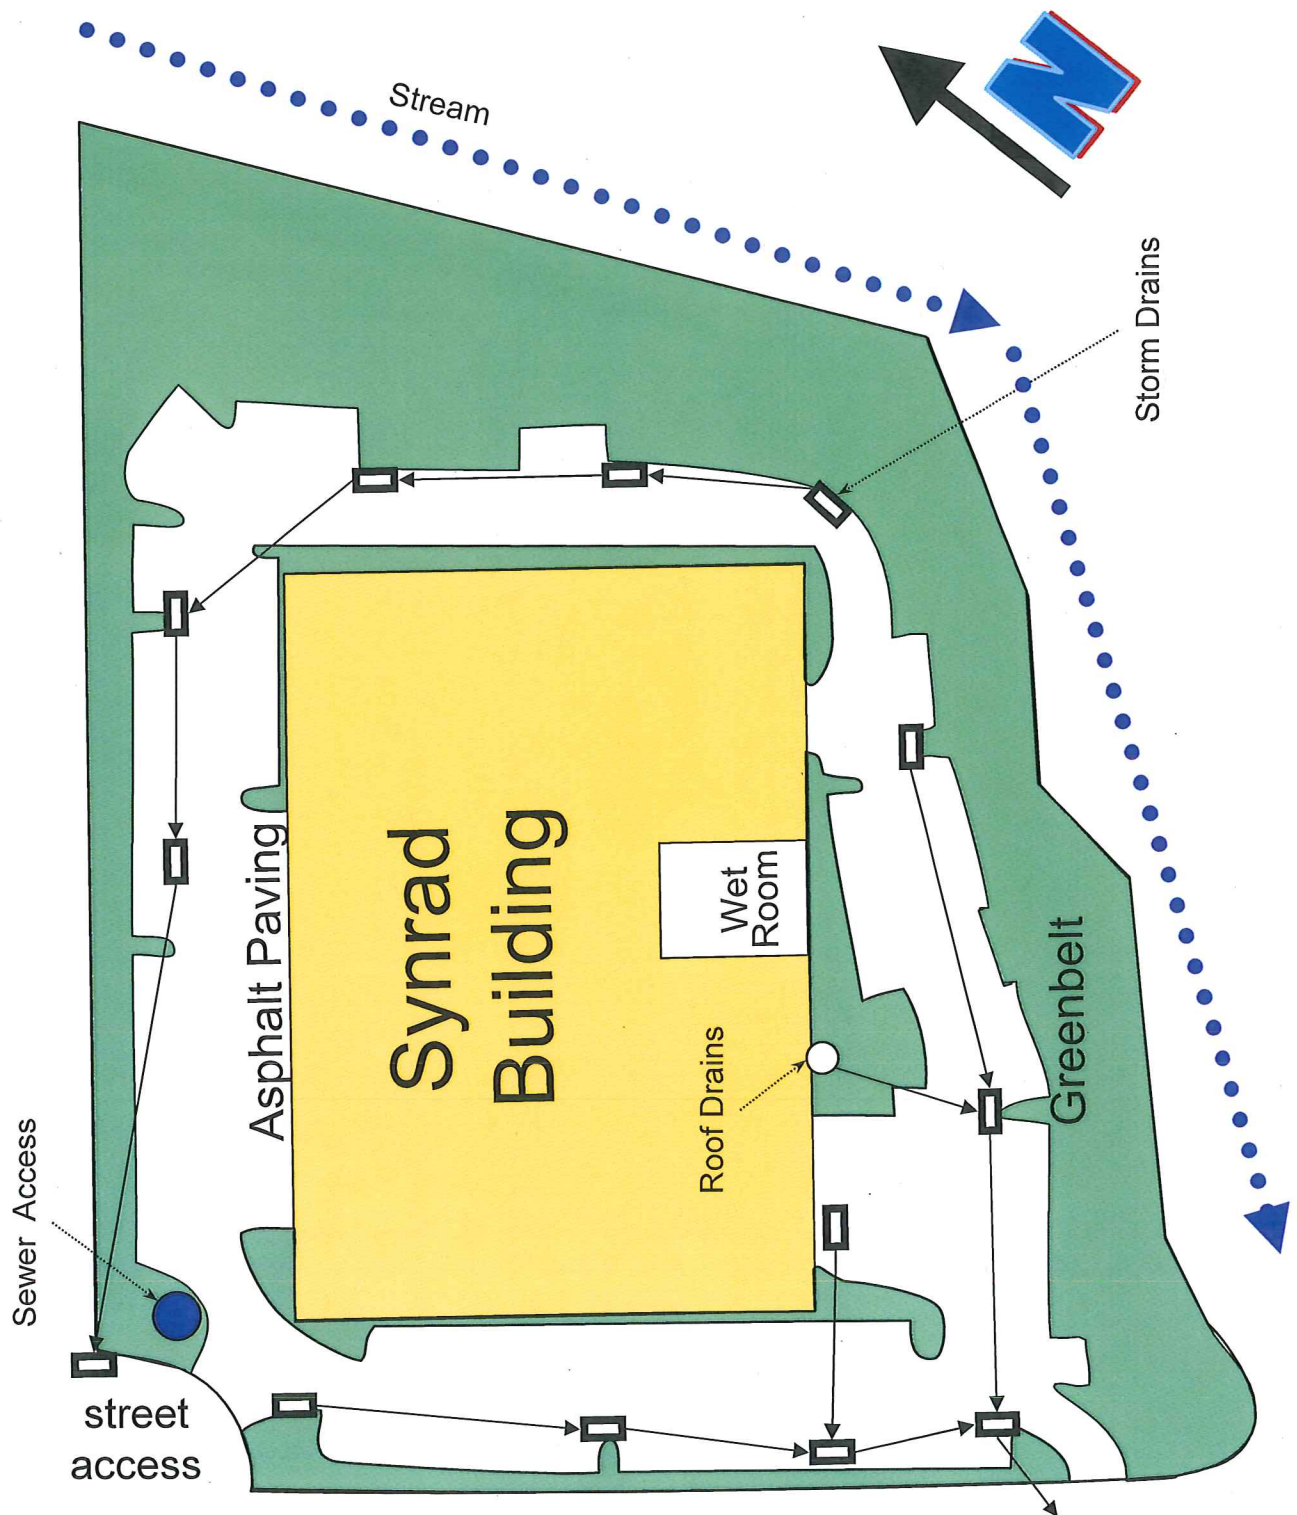 Stream
N
Storm Drains
Asphalt Paving
Synrad
Building
Wet
Room
Roof Drains
Greenbelt
Sewer Access
street
access